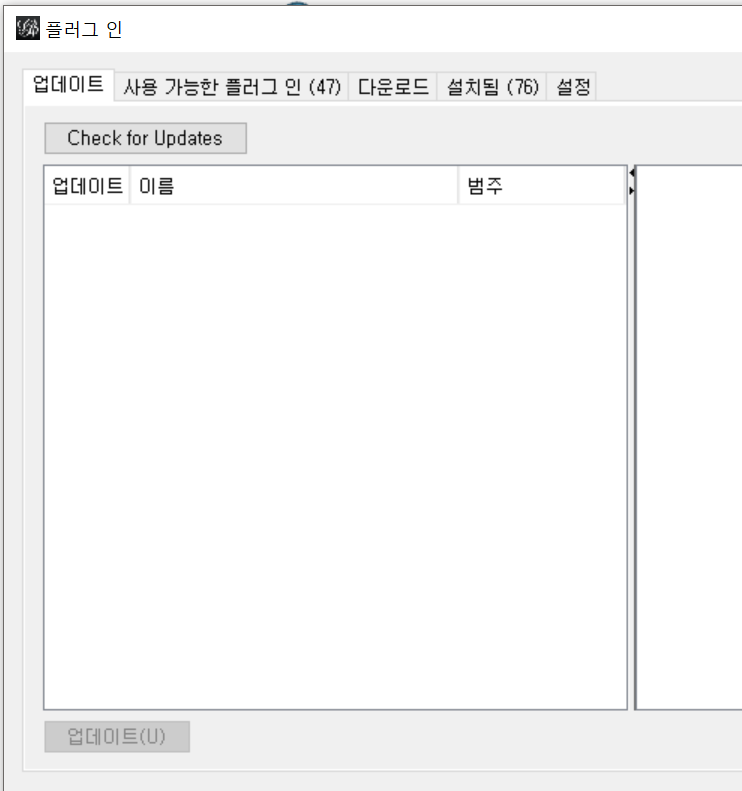 플러그 인
업데이트 사용 가능한 플러그 인 (47) 다운로드 설치됨 (76) 설정
Check for Updates
업데이트 이름 범주
업데이트(U)